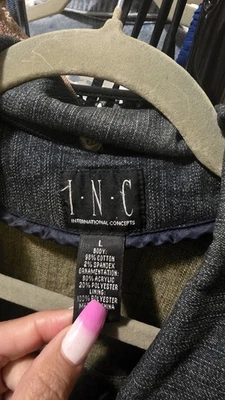 I·N·C
INTERNATIONAL CONCEPTS
L
BODY:
98% COTTON
2% SPANDEX
ORNAMENTATION:
80% ACRYLIC
20% POLYESTER
LINING:
100% POLYESTER